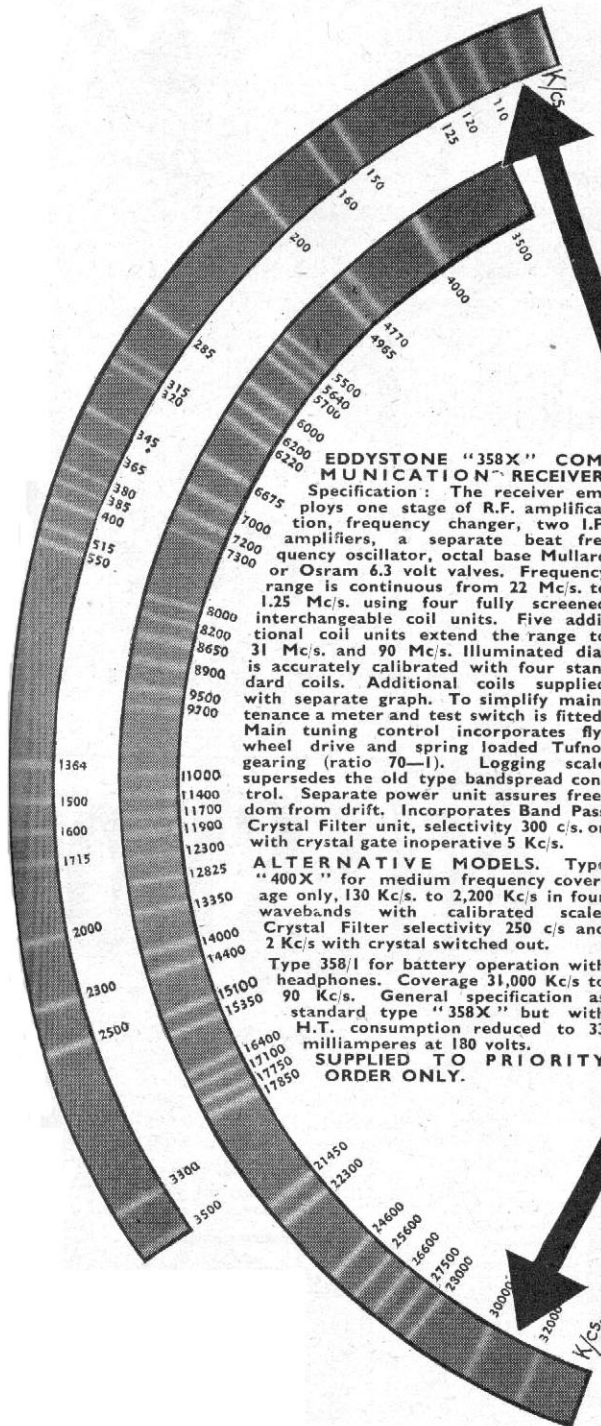 K/cs.
110
120
125
150
160
200
285
315
320
345
365
380
385
400
515
550
1364
1500
1600
1715
2000
2300
2500
3300
3500
3500
4000
4770
4965
5500
5640
5700
6000
6200
6220
6675
7000
7200
7300
8000
8200
8650
8900
9500
11000
11400
11700
11900
12300
12825
13350
14000
14400
15100
15350
16400
17100
17750
17850
21450
22300
24600
25600
26600
27500
30000
32000
K/cs.
EDDYSTONE "358X" COM
MUNICATION RECEIVER
Specification : The receiver em
ploys one stage of R.F. amplifica
tion, frequency changer, two I.F
amplifiers, a separate beat fre
quency oscillator, octal base Mullard
or Osram 6.3 volt valves. Frequency
range is continuous from 22 Mc/s. to
1.25 Mc/s. using four fully screened
interchangeable coil units. Five addi
tional coil units extend the range to
31 Mc/s. and 90 Mc/s. Illuminated dia
is accurately calibrated with four stan
dard coils. Additional coils supplied
with separate graph. To simplify main
tenance a meter and test switch is fitted
Main tuning control incorporates fly
wheel drive and spring loaded Tufno
gearing (ratio 70—1). Logging scale
supersedes the old type bandspread con
trol. Separate power unit assures free
dom from drift. Incorporates Band Pass
Crystal Filter unit, selectivity 300 c/s. or
with crystal gate inoperative 5 Kc/s.
ALTERNATIVE MODELS. Type
"400X" for medium frequency cover
age only, 130 Kc/s. to 2,200 Kc/s in four
wavebands with calibrated scale
Crystal Filter selectivity 250 c/s and
2 Kc/s with crystal switched out.
Type 358/1 for battery operation with
headphones. Coverage 31,000 Kc/s to
90 Kc/s. General specification as
standard type "358X" but with
H.T. consumption reduced to 33
milliamperes at 180 volts.
SUPPLIED TO PRIORITY
ORDER ONLY.